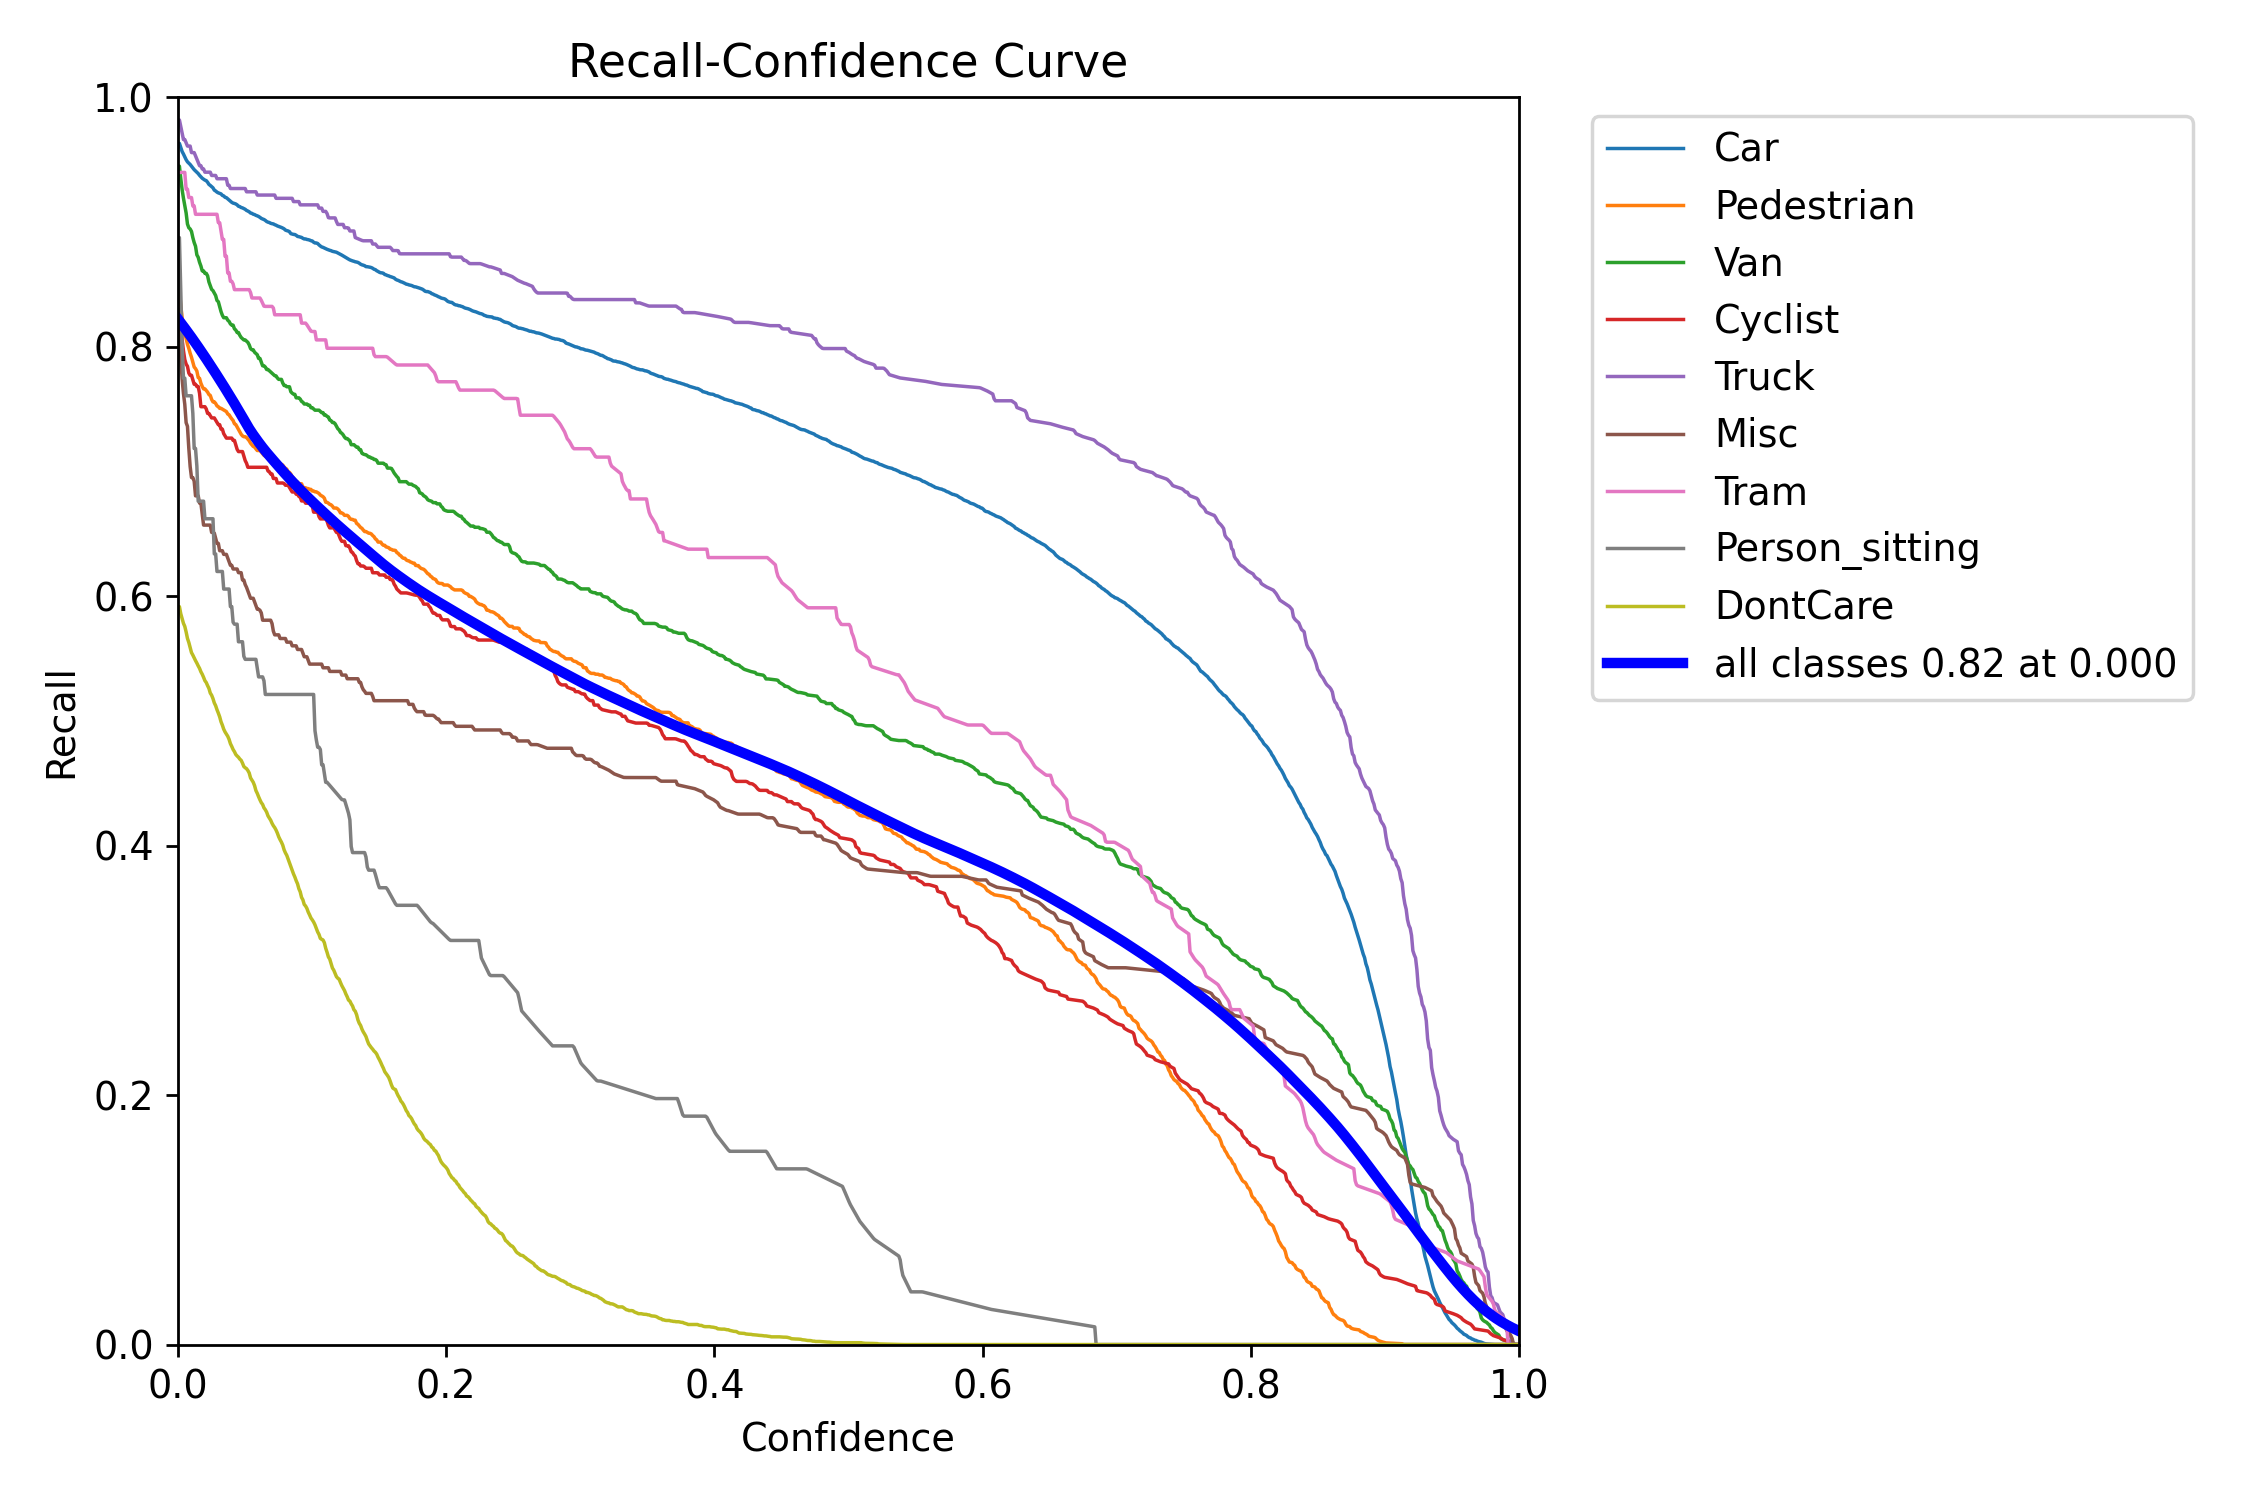 Recall-Confidence Curve
1.0
0.8
0.6
0.4
0.2
0.0
Recall
0.0 0.2 0.4 0.6 0.8 1.0
Confidence
Car
Pedestrian
Van
Cyclist
Truck
Misc
Tram
Person_sitting
DontCare
all classes 0.82 at 0.000